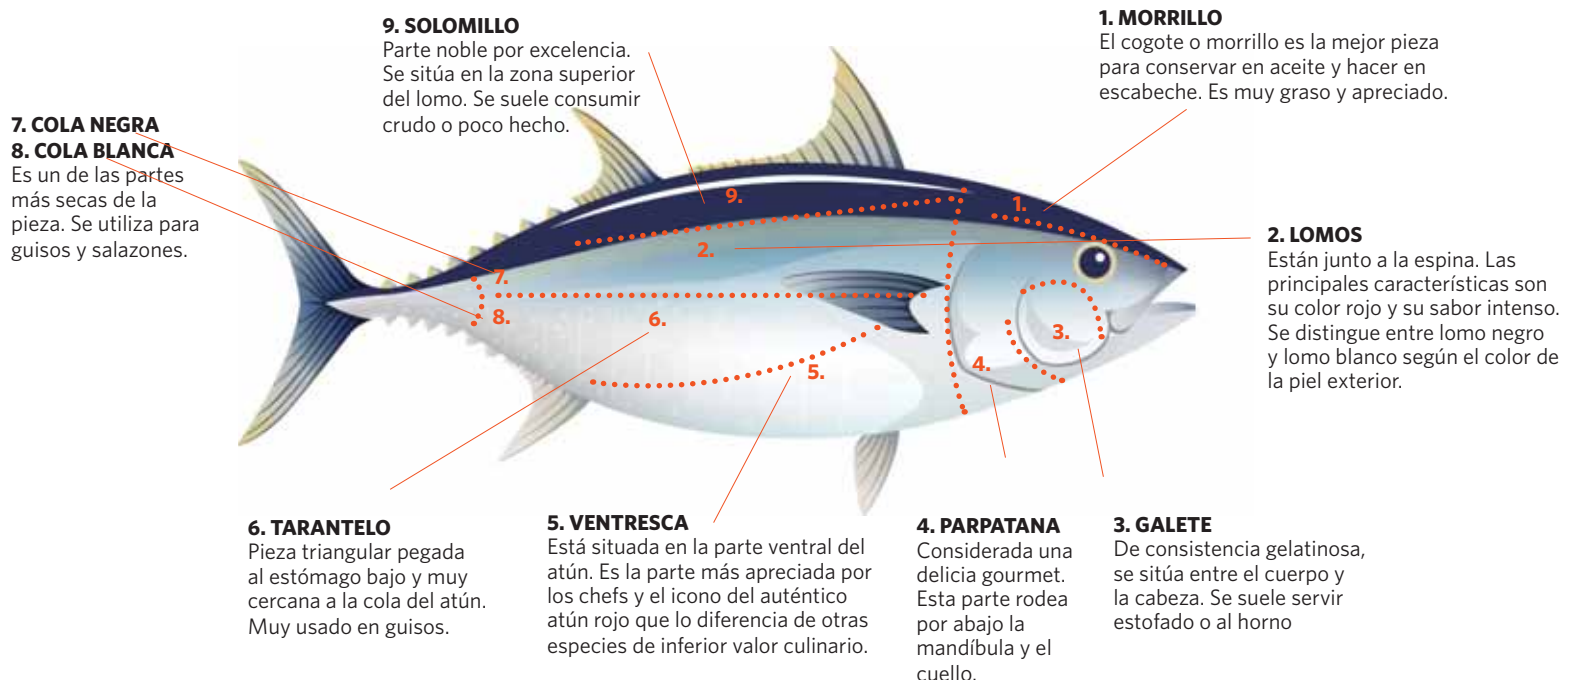 9. SOLOMILLO
Parte noble por excelencia.
Se sitúa en la zona superior
del lomo. Se suele consumir
crudo o poco hecho.
1. MORRILLO
El cogote o morrillo es la mejor pieza
para conservar en aceite y hacer en
escabeche. Es muy graso y apreciado.
7. COLA NEGRA
8. COLA BLANCA
Es un de las partes
más secas de la
pieza. Se utiliza para
guisos y salazones.
2. LOMOS
Están junto a la espina. Las
principales características son
su color rojo y su sabor intenso.
Se distingue entre lomo negro
y lomo blanco según el color de
la piel exterior.
9.
1.
2.
7.
8.
6.
3.
4.
5.
6. TARANTELO
Pieza triangular pegada
al estómago bajo y muy
cercana a la cola del atún.
Muy usado en guisos.
5. VENTRESCA
Está situada en la parte ventral del
atún. Es la parte más apreciada por
los chefs y el icono del auténtico
atún rojo que lo diferencia de otras
especies de inferior valor culinario.
4. PARPATANA
Considerada una
delicia gourmet.
Esta parte rodea
por abajo la
mandíbula y el
cuello.
3. GALETE
De consistencia gelatinosa,
se sitúa entre el cuerpo y
la cabeza. Se suele servir
estofado o al horno